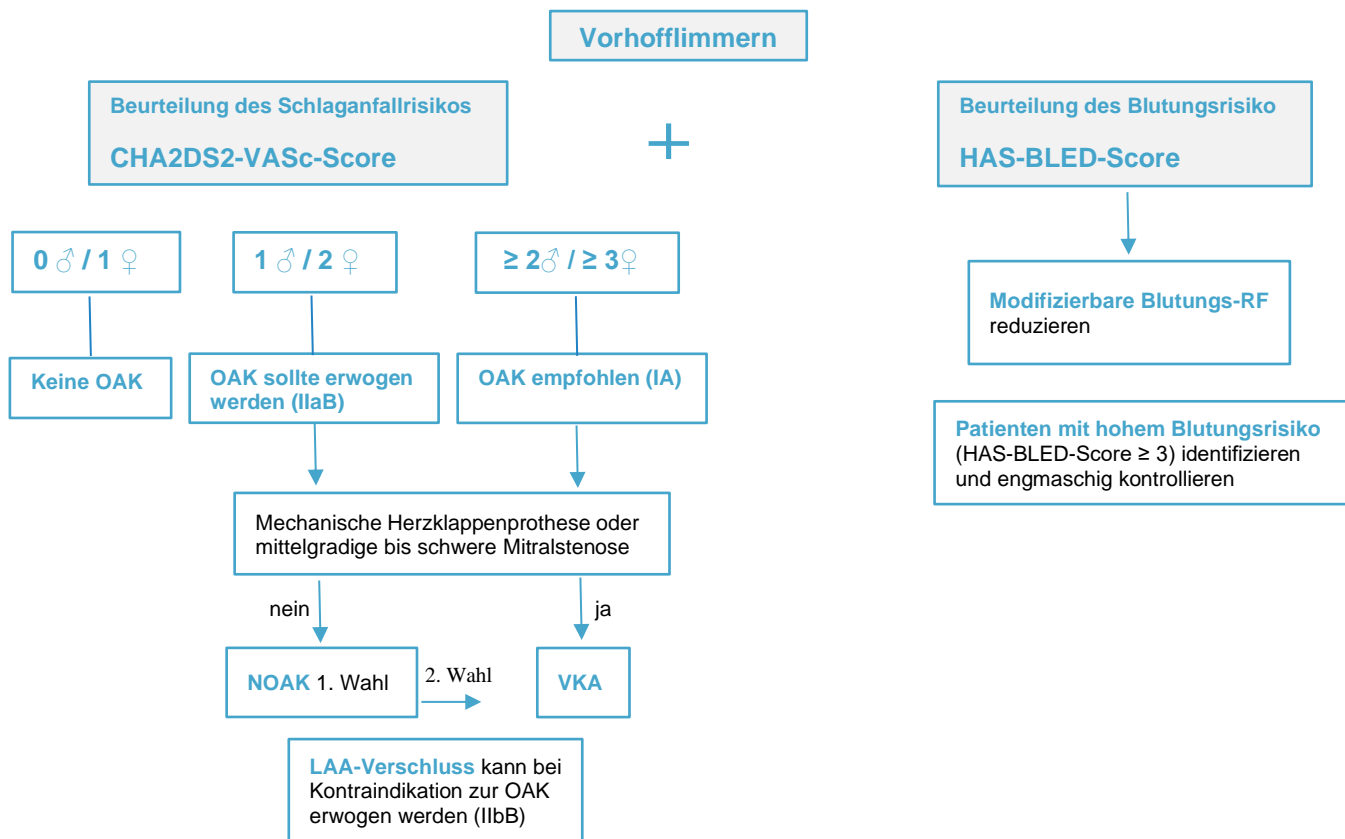 Vorhofflimmern
Beurteilung des Schlaganfallrisikos
CHA2DS2-VASc-Score
+
Beurteilung des Blutungsrisiko
HAS-BLED-Score
0 ♂ / 1 ♀
1 ♂ / 2 ♀
≥ 2♂ / ≥ 3♀
Keine OAK
OAK sollte erwogen
werden (IIaB)
OAK empfohlen (IA)
Modifizierbare Blutungs-RF
reduzieren
Patienten mit hohem Blutungsrisiko
(HAS-BLED-Score ≥ 3) identifizieren
und engmaschig kontrollieren
Mechanische Herzklappenprothese oder
mittelgradige bis schwere Mitralstenose
nein
ja
NOAK 1. Wahl
2. Wahl
VKA
LAA-Verschluss kann bei
Kontraindikation zur OAK
erwogen werden (IIbB)